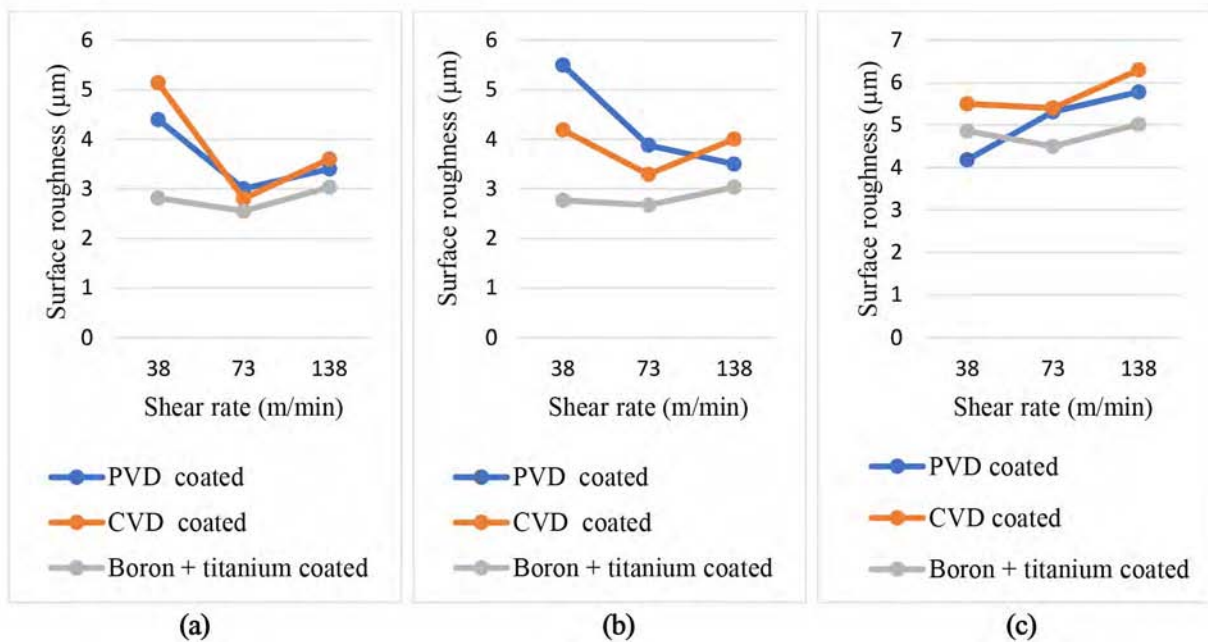 6
5
4
3
2
1
0
Surface roughness (µm)
38 73 138
Shear rate (m/min)
PVD coated
CVD coated
Boron + titanium coated
(a)
6
5
4
3
2
1
0
Surface roughness (µm)
38 73 138
Shear rate (m/min)
PVD coated
CVD coated
Boron + titanium coated
(b)
7
6
5
4
3
2
1
0
Surface roughness (µm)
38 73 138
Shear rate (m/min)
PVD coated
CVD coated
Boron + titanium coated
(c)